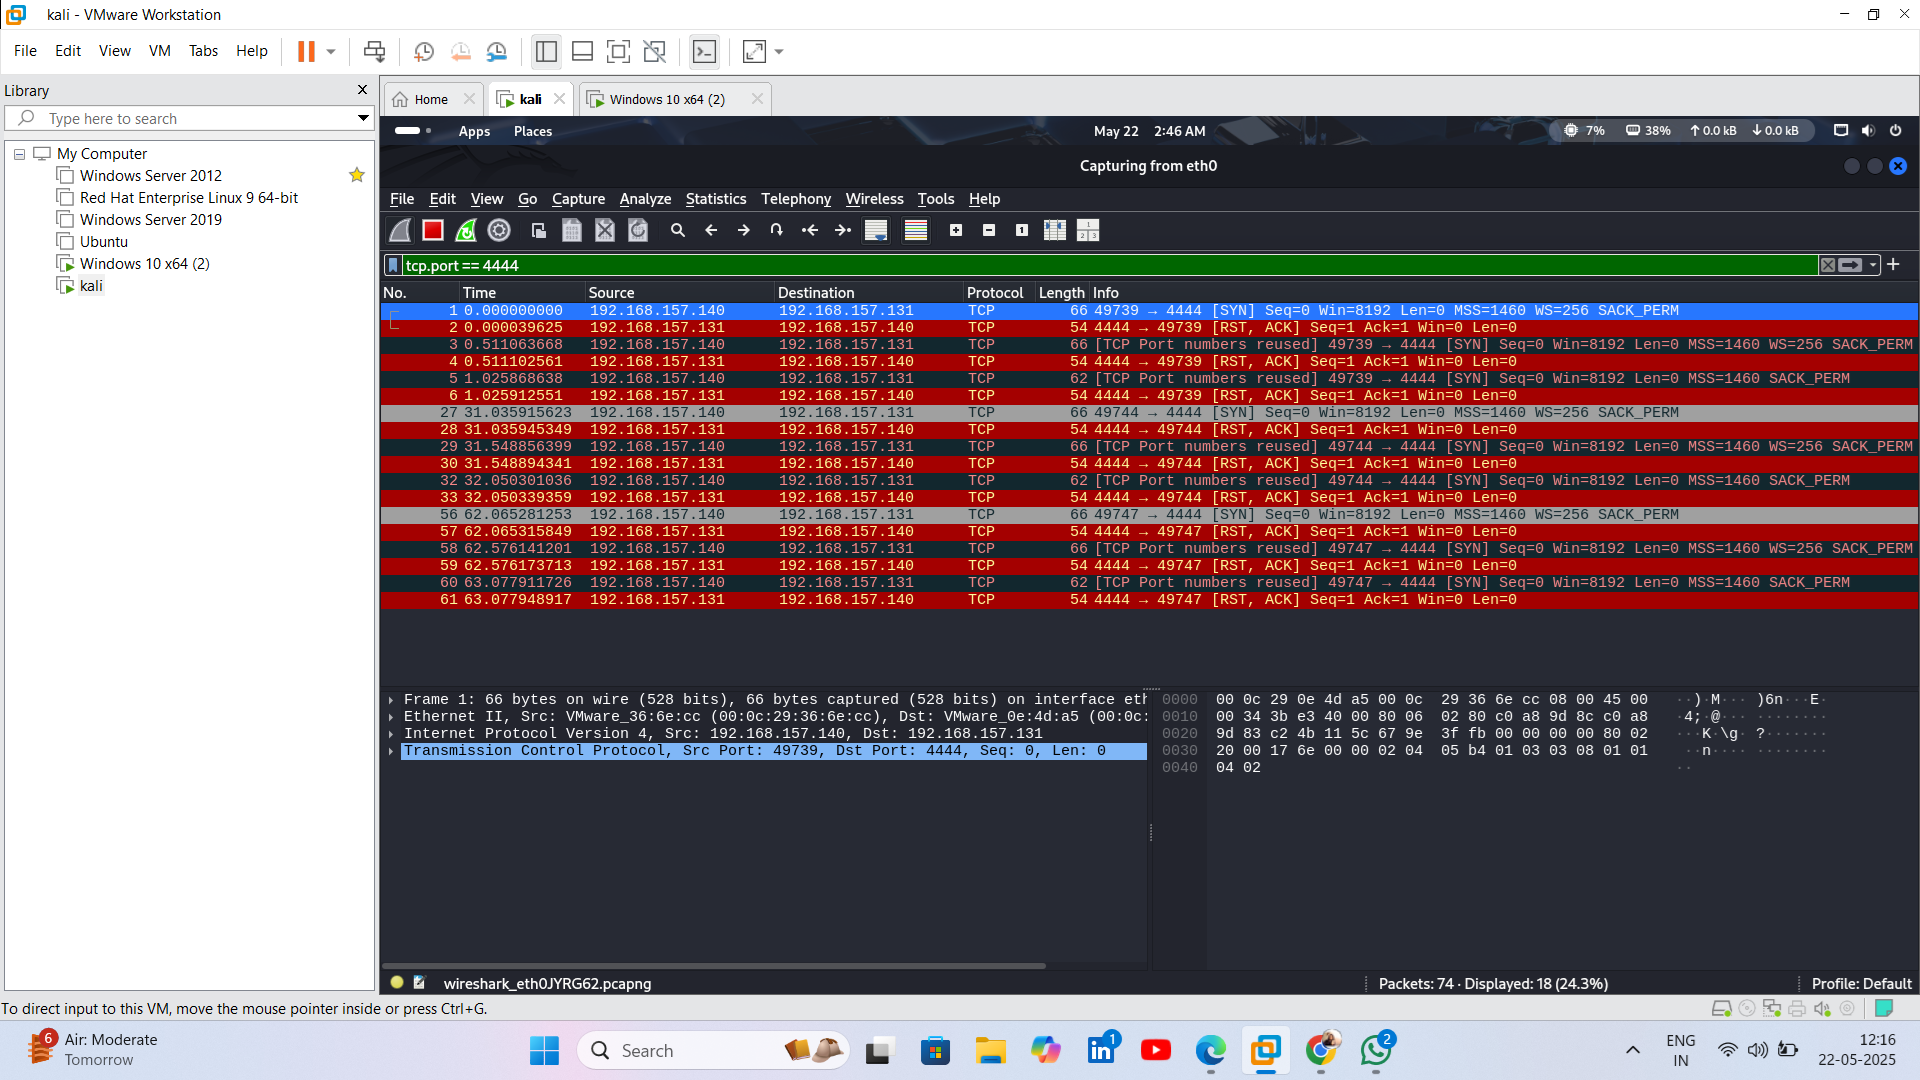 kali - VMware Workstation
File Edit View VM Tabs Help
Library
Type here to search
My Computer
Windows Server 2012
Red Hat Enterprise Linux 9 64-bit
Windows Server 2019
Ubuntu
Windows 10 x64 (2)
kali
Home kali Windows 10 x64 (2)
Apps Places May 22 2:46 AM 7% 38% ↑0.0 kB ↓0.0 kB
Capturing from eth0
File Edit View Go Capture Analyze Statistics Telephony Wireless Tools Help
tcp.port == 4444
No. Time Source Destination Protocol Length Info
1 0.000000000 192.168.157.140 192.168.157.131 TCP 66 49739 → 4444 [SYN] Seq=0 Win=8192 Len=0 MSS=1460 WS=256 SACK_PERM
2 0.000039625 192.168.157.131 192.168.157.140 TCP 54 4444 → 49739 [RST, ACK] Seq=1 Ack=1 Win=0 Len=0
3 0.511063668 192.168.157.140 192.168.157.131 TCP 66 [TCP Port numbers reused] 49739 → 4444 [SYN] Seq=0 Win=8192 Len=0 MSS=1460 WS=256 SACK_PERM
4 0.511102561 192.168.157.131 192.168.157.140 TCP 54 4444 → 49739 [RST, ACK] Seq=1 Ack=1 Win=0 Len=0
5 1.025868638 192.168.157.140 192.168.157.131 TCP 62 [TCP Port numbers reused] 49739 → 4444 [SYN] Seq=0 Win=8192 Len=0 MSS=1460 SACK_PERM
6 1.025912551 192.168.157.131 192.168.157.140 TCP 54 4444 → 49739 [RST, ACK] Seq=1 Ack=1 Win=0 Len=0
27 31.035915623 192.168.157.140 192.168.157.131 TCP 66 49744 → 4444 [SYN] Seq=0 Win=8192 Len=0 MSS=1460 WS=256 SACK_PERM
28 31.035945349 192.168.157.131 192.168.157.140 TCP 54 4444 → 49744 [RST, ACK] Seq=1 Ack=1 Win=0 Len=0
29 31.548856399 192.168.157.140 192.168.157.131 TCP 66 [TCP Port numbers reused] 49744 → 4444 [SYN] Seq=0 Win=8192 Len=0 MSS=1460 WS=256 SACK_PERM
30 31.548894341 192.168.157.131 192.168.157.140 TCP 54 4444 → 49744 [RST, ACK] Seq=1 Ack=1 Win=0 Len=0
32 32.050301036 192.168.157.140 192.168.157.131 TCP 62 [TCP Port numbers reused] 49744 → 4444 [SYN] Seq=0 Win=8192 Len=0 MSS=1460 SACK_PERM
33 32.050339359 192.168.157.131 192.168.157.140 TCP 54 4444 → 49744 [RST, ACK] Seq=1 Ack=1 Win=0 Len=0
56 62.065281253 192.168.157.140 192.168.157.131 TCP 66 49747 → 4444 [SYN] Seq=0 Win=8192 Len=0 MSS=1460 WS=256 SACK_PERM
57 62.065315849 192.168.157.131 192.168.157.140 TCP 54 4444 → 49747 [RST, ACK] Seq=1 Ack=1 Win=0 Len=0
58 62.576141201 192.168.157.140 192.168.157.131 TCP 66 [TCP Port numbers reused] 49747 → 4444 [SYN] Seq=0 Win=8192 Len=0 MSS=1460 WS=256 SACK_PERM
59 62.576173713 192.168.157.131 192.168.157.140 TCP 54 4444 → 49747 [RST, ACK] Seq=1 Ack=1 Win=0 Len=0
60 63.077911726 192.168.157.140 192.168.157.131 TCP 62 [TCP Port numbers reused] 49747 → 4444 [SYN] Seq=0 Win=8192 Len=0 MSS=1460 SACK_PERM
61 63.077948917 192.168.157.131 192.168.157.140 TCP 54 4444 → 49747 [RST, ACK] Seq=1 Ack=1 Win=0 Len=0
Frame 1: 66 bytes on wire (528 bits), 66 bytes captured (528 bits) on interface eth
Ethernet II, Src: VMware_36:6e:cc (00:0c:29:36:6e:cc), Dst: VMware_0e:4d:a5 (00:0c:
Internet Protocol Version 4, Src: 192.168.157.140, Dst: 192.168.157.131
Transmission Control Protocol, Src Port: 49739, Dst Port: 4444, Seq: 0, Len: 0
0000 00 0c 29 0e 4d a5 00 0c 29 36 6e cc 08 00 45 00 ··)·M··· )6n···E·
0010 00 34 3b e3 40 00 80 06 02 80 c0 a8 9d 8c c0 a8 ·4;·@··· ········
0020 9d 83 c2 4b 11 5c 67 9e 3f fb 00 00 00 00 80 02 ···K·\g· ?·······
0030 20 00 17 6e 00 00 02 04 05 b4 01 03 03 08 01 01 ···n···· ········
0040 04 02 ··
wireshark_eth0JYRG62.pcapng Packets: 74 · Displayed: 18 (24.3%) Profile: Default
To direct input to this VM, move the mouse pointer inside or press Ctrl+G.
6
Air: Moderate
Tomorrow
Search
1
2
ENG
IN
12:16
22-05-2025